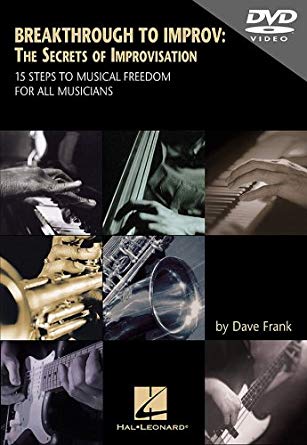 DVD
VIDEO
BREAKTHROUGH TO IMPROV:
THE SECRETS OF IMPROVISATION
15 STEPS TO MUSICAL FREEDOM
FOR ALL MUSICIANS
by Dave Frank
HAL•LEONARD®